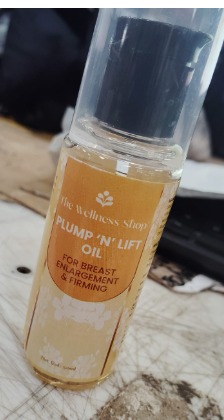 the Wellness Shop
PLUMP 'N' LIFT
OIL
FOR BREAST
ENLARGEMENT
& FIRMING